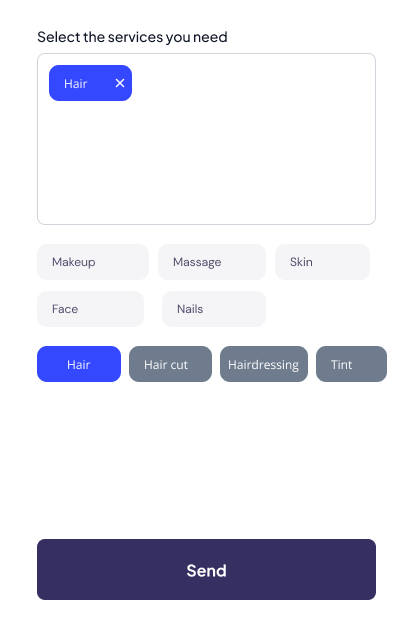 Select the services you need
Hair ×
Makeup Massage Skin
Face Nails
Hair Hair cut Hairdressing Tint
Send